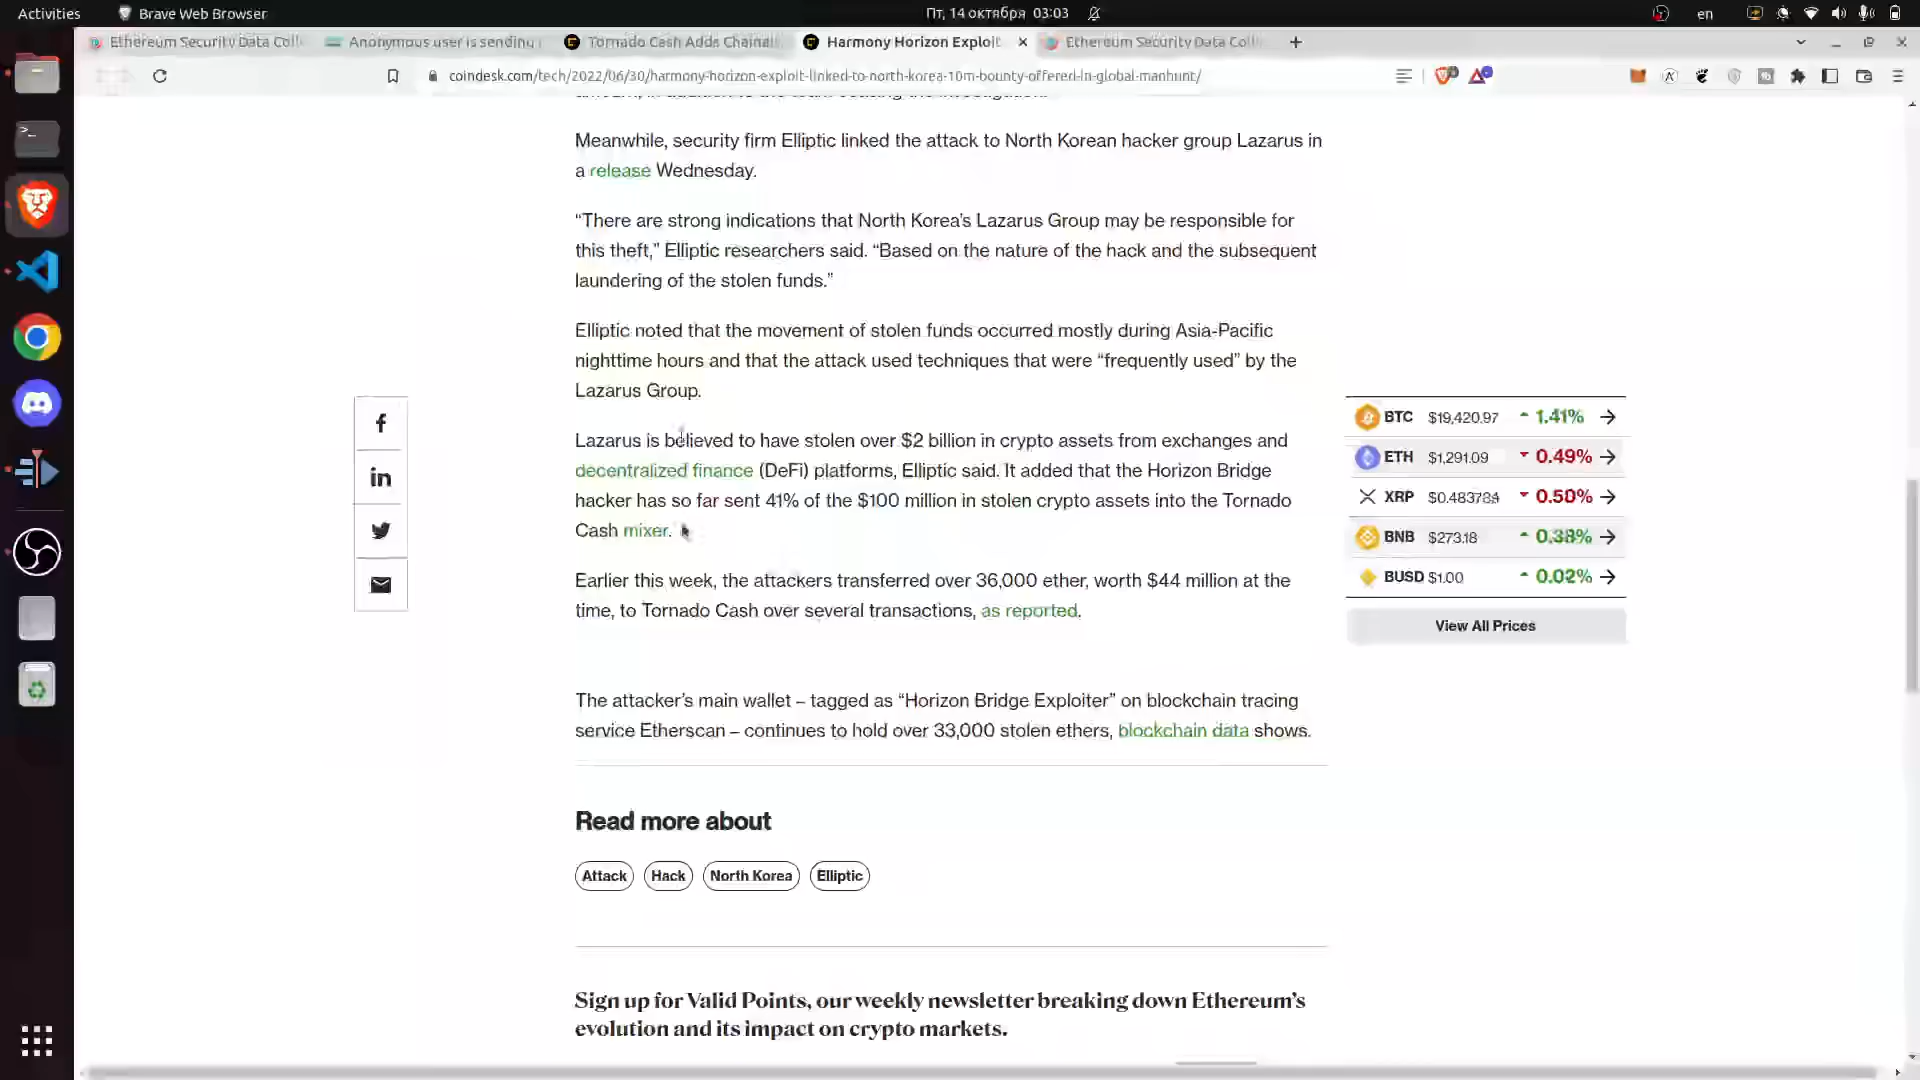 Activities
Brave Web Browser
Пт, 14 октября 03:03
en
Ethereum Security Data Coll
Anonymous user is sending
Tornado Cash Adds Chainal
Harmony Horizon Exploit
Ethereum Security Data Coll
coindesk.com/tech/2022/06/30/harmony-horizon-exploit-linked-to-north-korea-10m-bounty-offered-in-global-manhunt/
Meanwhile, security firm Elliptic linked the attack to North Korean hacker group Lazarus in
a release Wednesday.
“There are strong indications that North Korea’s Lazarus Group may be responsible for
this theft,” Elliptic researchers said. “Based on the nature of the hack and the subsequent
laundering of the stolen funds.”
Elliptic noted that the movement of stolen funds occurred mostly during Asia-Pacific
nighttime hours and that the attack used techniques that were “frequently used” by the
Lazarus Group.
Lazarus is believed to have stolen over $2 billion in crypto assets from exchanges and
decentralized finance (DeFi) platforms, Elliptic said. It added that the Horizon Bridge
hacker has so far sent 41% of the $100 million in stolen crypto assets into the Tornado
Cash mixer.
Earlier this week, the attackers transferred over 36,000 ether, worth $44 million at the
time, to Tornado Cash over several transactions, as reported.
The attacker’s main wallet – tagged as “Horizon Bridge Exploiter” on blockchain tracing
service Etherscan – continues to hold over 33,000 stolen ethers, blockchain data shows.
Read more about
Attack
Hack
North Korea
Elliptic
Sign up for Valid Points, our weekly newsletter breaking down Ethereum’s
evolution and its impact on crypto markets.
BTC $19,420.97 1.41%
ETH $1,291.09 0.49%
XRP $0.483784 0.50%
BNB $273.18 0.38%
BUSD $1.00 0.02%
View All Prices